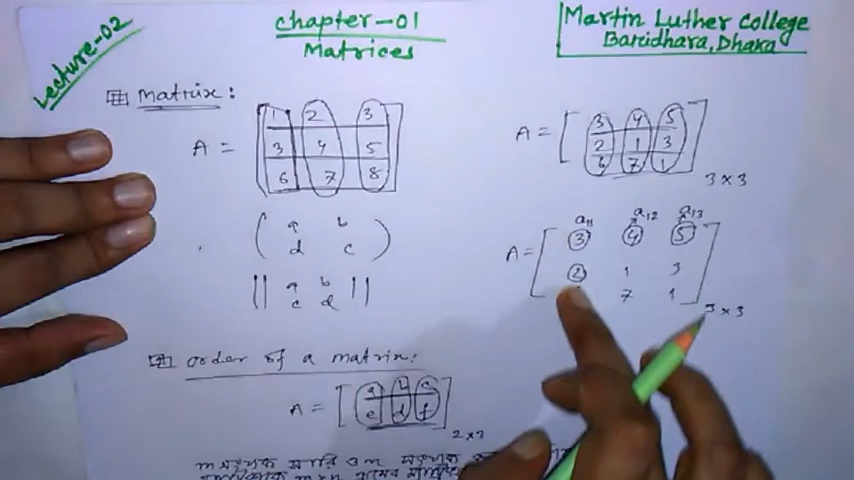 Lecture-02
chapter-01
Matrices
Martin Luther College
Baridhara, Dhaka
Matrix:
A = [ 1 2 3
3 4 5
6 7 8 ]
( a b
d c )
|| a b
c d ||
A = [ 3 4 5
2 1 3
6 7 1 ] 3 × 3
a11 a12 a13
A = [ 3 4 5
2 1 3
7 1 ] 3 × 3
order of a matrix:
A = [ a b c
e d f ] 2 × 3
m সংখ্যক সারি ও n সংখ্যক